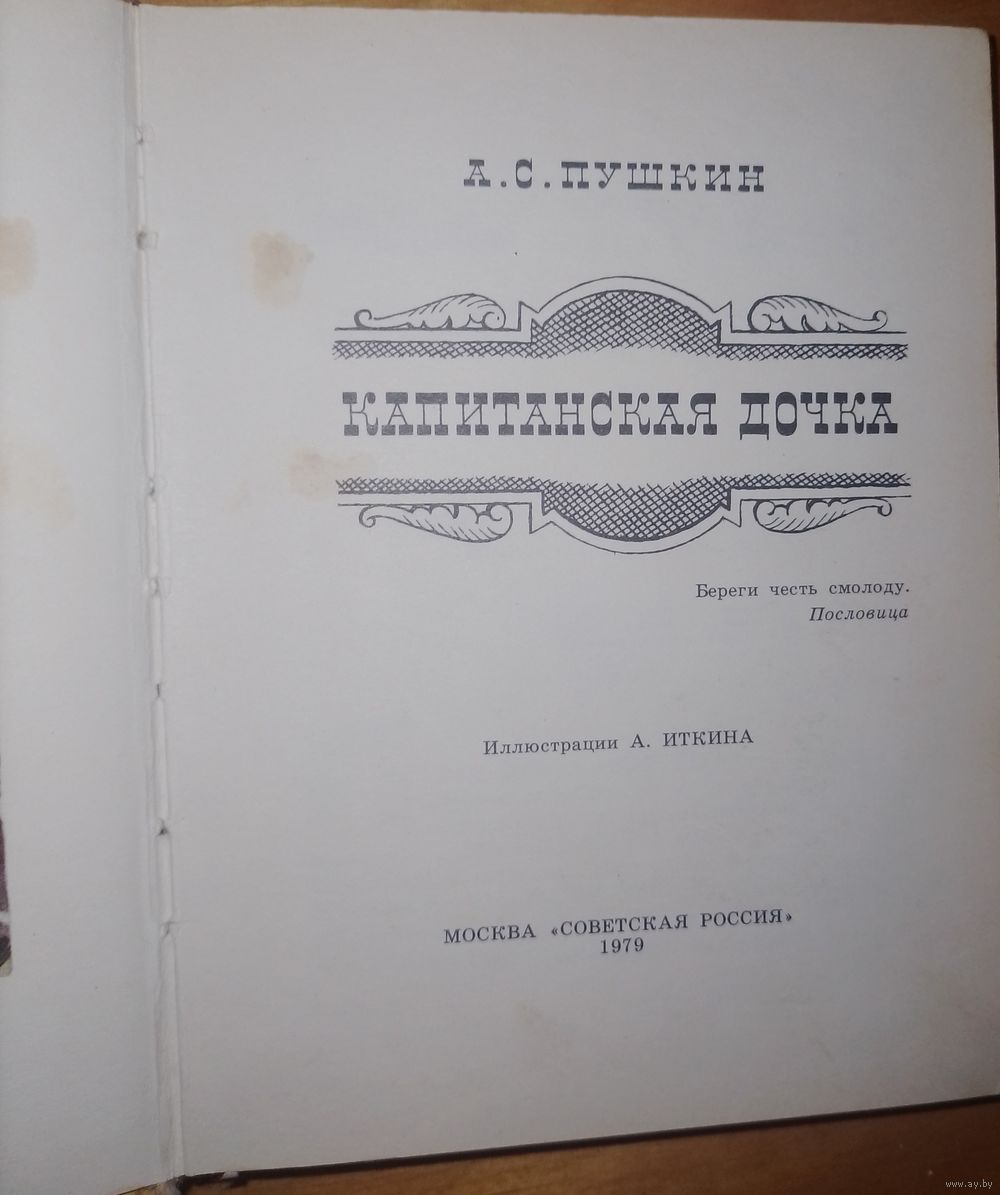 А.С.ПУШКИН
КАПИТАНСКАЯ ДОЧКА
Береги честь смолоду.
Пословица
Иллюстрации А. ИТКИНА
МОСКВА «СОВЕТСКАЯ РОССИЯ»
1979
www.ay.by